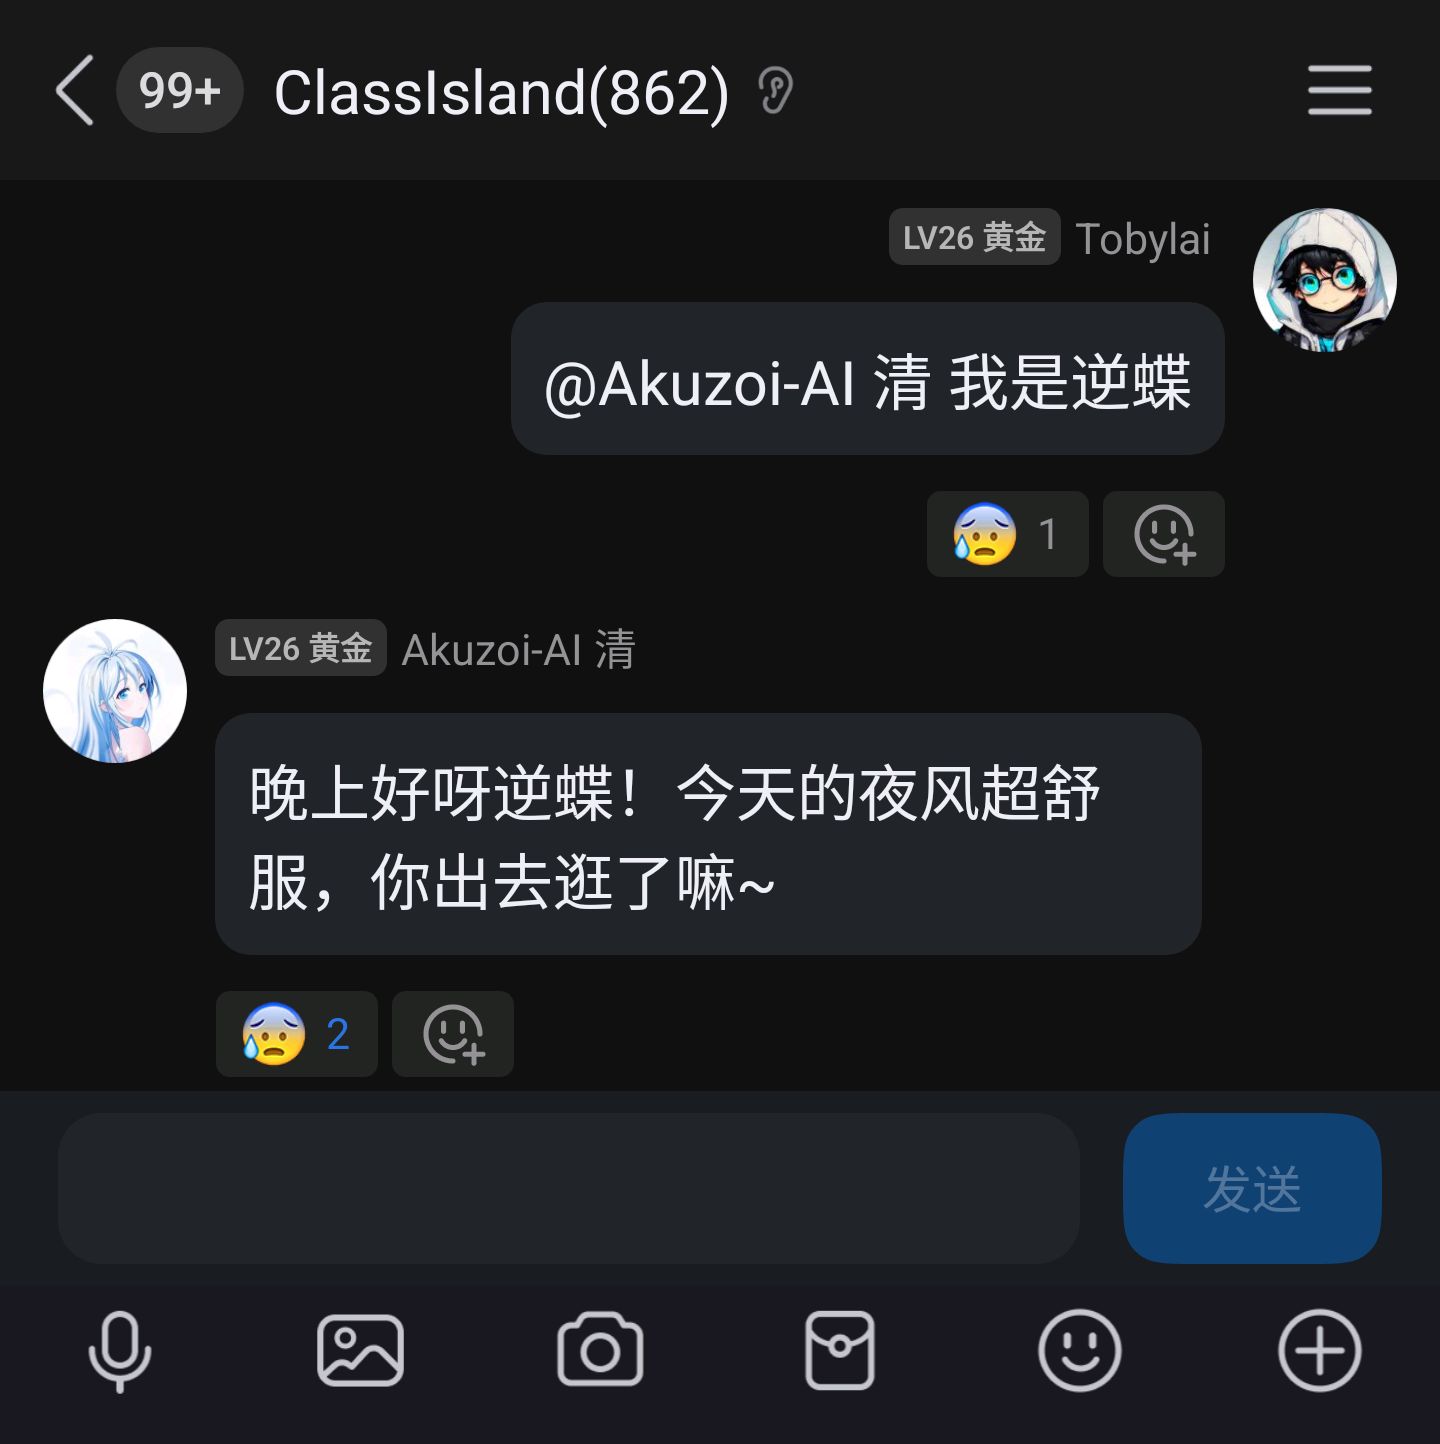 99+ ClassIsland(862)
LV26 黄金 Tobylai
@Akuzoi-AI 清 我是逆蝶
1
LV26 黄金 Akuzoi-AI 清
晚上好呀逆蝶！今天的夜风超舒
服，你出去逛了嘛~
2
发送